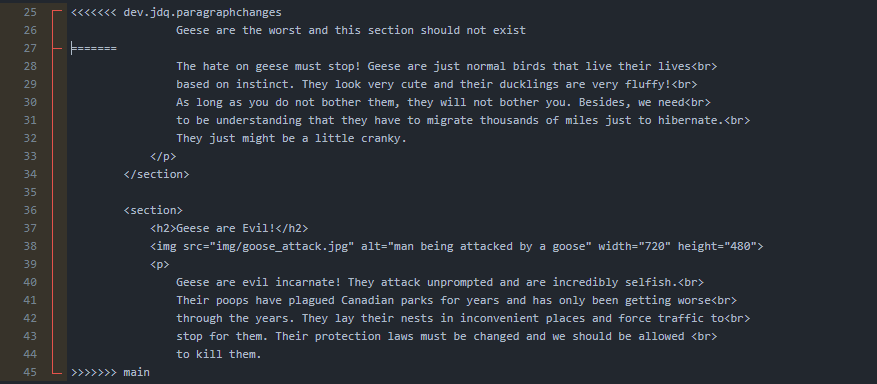 25 <<<<<<< dev.jdq.paragraphchanges
26 Geese are the worst and this section should not exist
27 =======
28 The hate on geese must stop! Geese are just normal birds that live their lives<br>
29 based on instinct. They look very cute and their ducklings are very fluffy!<br>
30 As long as you do not bother them, they will not bother you. Besides, we need<br>
31 to be understanding that they have to migrate thousands of miles just to hibernate.<br>
32 They just might be a little cranky.
33 </p>
34 </section>
35
36 <section>
37 <h2>Geese are Evil!</h2>
38 <img src="img/goose_attack.jpg" alt="man being attacked by a goose" width="720" height="480">
39 <p>
40 Geese are evil incarnate! They attack unprompted and are incredibly selfish.<br>
41 Their poops have plagued Canadian parks for years and has only been getting worse<br>
42 through the years. They lay their nests in inconvenient places and force traffic to<br>
43 stop for them. Their protection laws must be changed and we should be allowed <br>
44 to kill them.
45 >>>>>>> main